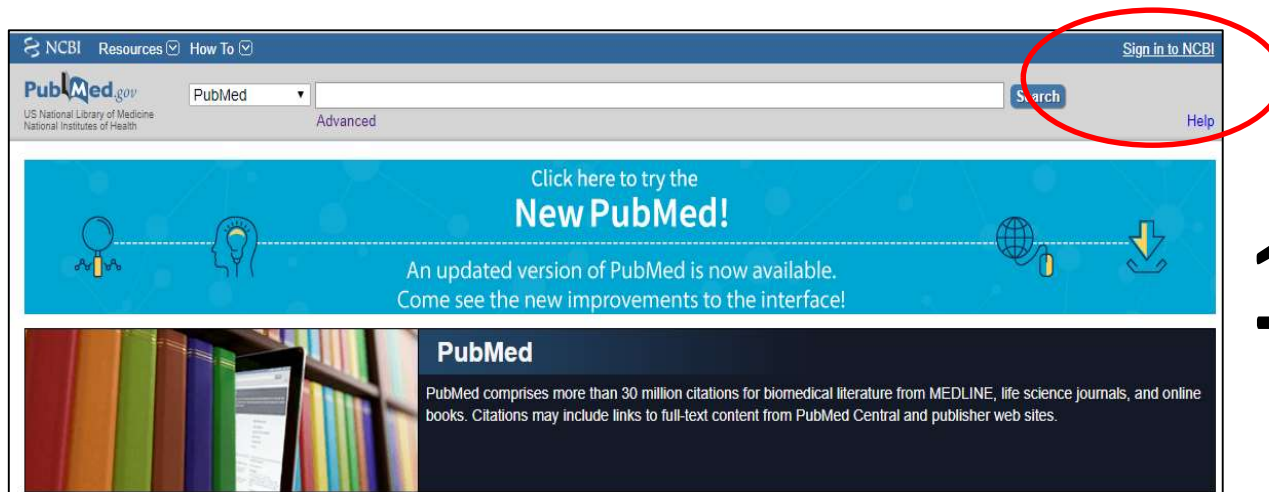 NCBI Resources How To Sign in to NCBI
PubMed.gov
US National Library of Medicine
National Institutes of Health
PubMed
Search
Advanced
Help
Click here to try the
New PubMed!
An updated version of PubMed is now available.
Come see the new improvements to the interface!
PubMed
PubMed comprises more than 30 million citations for biomedical literature from MEDLINE, life science journals, and online
books. Citations may include links to full-text content from PubMed Central and publisher web sites.